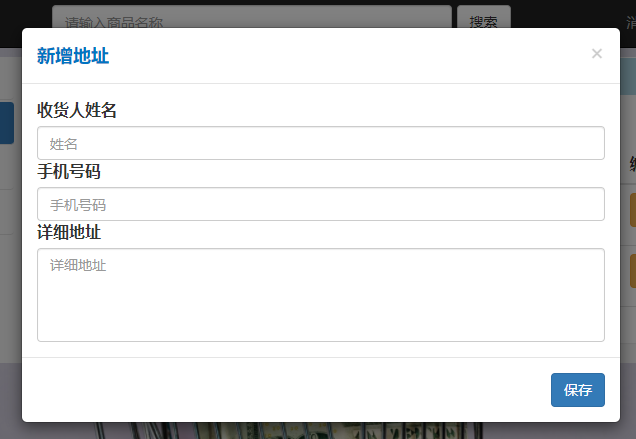 请输入商品名称
搜索
新增地址
×
收货人姓名
姓名
手机号码
手机号码
详细地址
详细地址
保存